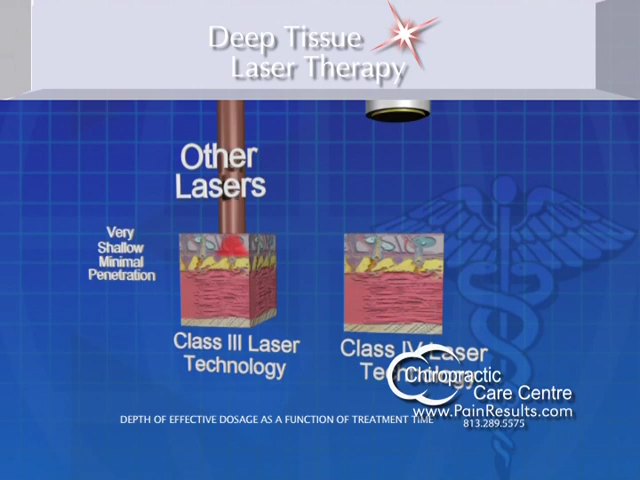 Deep Tissue
Laser Therapy
Other
Lasers
Very
Shallow
Minimal
Penetration
Class III Laser
Technology
Class IV Laser
Technology
Chiropractic
Care Centre
www.PainResults.com
813.289.5575
DEPTH OF EFFECTIVE DOSAGE AS A FUNCTION OF TREATMENT TIME